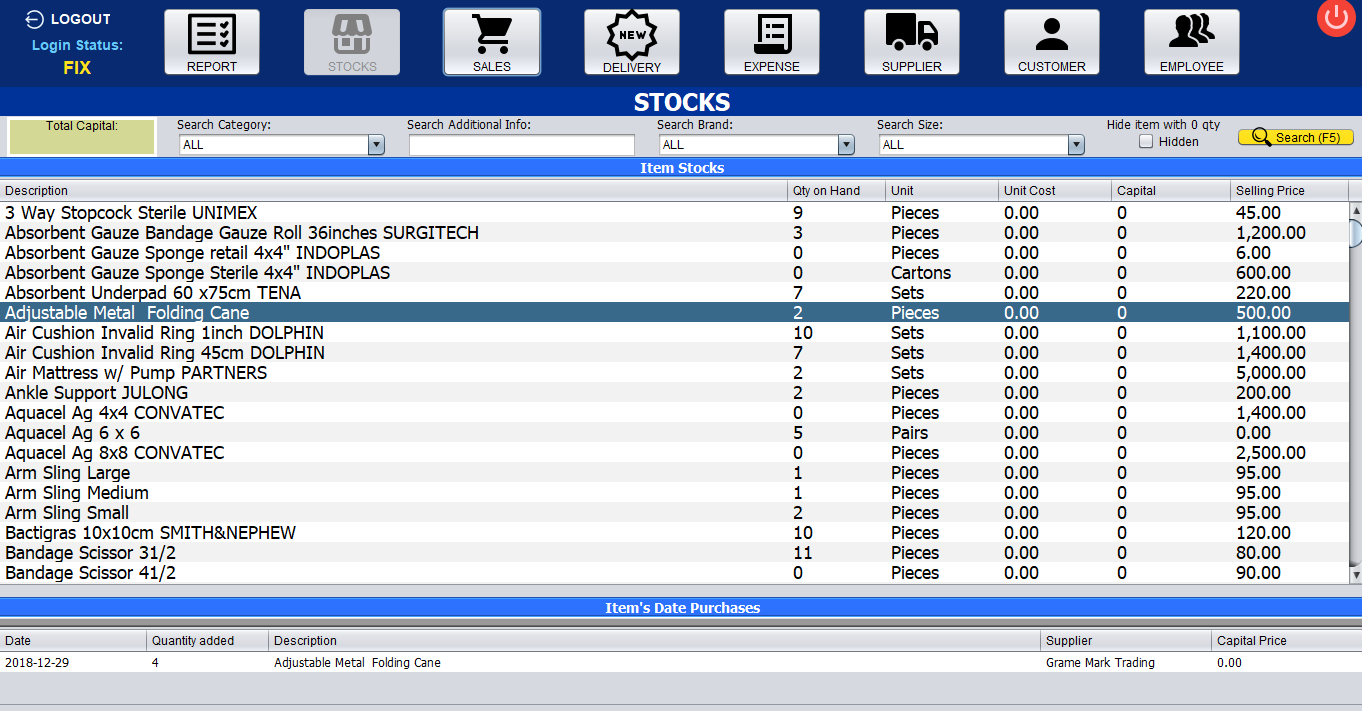 LOGOUT
Login Status:
FIX
REPORT
STOCKS
SALES
NEW
DELIVERY
EXPENSE
SUPPLIER
CUSTOMER
EMPLOYEE
STOCKS
Total Capital:
Search Category:
ALL
Search Additional Info:
Search Brand:
ALL
Search Size:
ALL
Hide item with 0 qty
Hidden
Search (F5)
Item Stocks
Description Qty on Hand Unit Unit Cost Capital Selling Price
3 Way Stopcock Sterile UNIMEX 9 Pieces 0.00 0 45.00
Absorbent Gauze Bandage Gauze Roll 36inches SURGITECH 3 Pieces 0.00 0 1,200.00
Absorbent Gauze Sponge retail 4x4" INDOPLAS 0 Pieces 0.00 0 6.00
Absorbent Gauze Sponge Sterile 4x4" INDOPLAS 0 Cartons 0.00 0 600.00
Absorbent Underpad 60 x75cm TENA 7 Sets 0.00 0 220.00
Adjustable Metal  Folding Cane 2 Pieces 0.00 0 500.00
Air Cushion Invalid Ring 1inch DOLPHIN 10 Sets 0.00 0 1,100.00
Air Cushion Invalid Ring 45cm DOLPHIN 7 Sets 0.00 0 1,400.00
Air Mattress w/ Pump PARTNERS 2 Sets 0.00 0 5,000.00
Ankle Support JULONG 2 Pieces 0.00 0 200.00
Aquacel Ag 4x4 CONVATEC 0 Pieces 0.00 0 1,400.00
Aquacel Ag 6 x 6 5 Pairs 0.00 0 0.00
Aquacel Ag 8x8 CONVATEC 0 Pieces 0.00 0 2,500.00
Arm Sling Large 1 Pieces 0.00 0 95.00
Arm Sling Medium 1 Pieces 0.00 0 95.00
Arm Sling Small 2 Pieces 0.00 0 95.00
Bactigras 10x10cm SMITH&NEPHEW 10 Pieces 0.00 0 120.00
Bandage Scissor 31/2 11 Pieces 0.00 0 80.00
Bandage Scissor 41/2 0 Pieces 0.00 0 90.00
Item's Date Purchases
Date Quantity added Description Supplier Capital Price
2018-12-29 4 Adjustable Metal  Folding Cane Grame Mark Trading 0.00